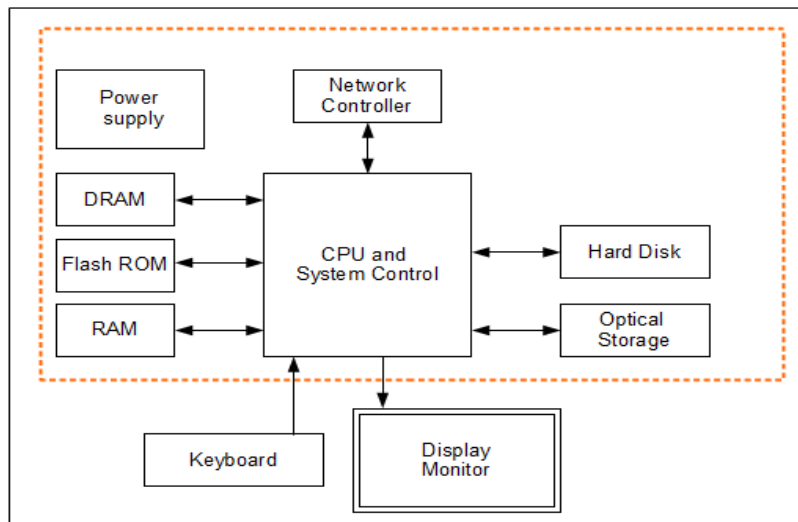 Power
supply
Network
Controller
DRAM
Flash ROM
RAM
CPU and
System Control
Hard Disk
Optical
Storage
Keyboard
Display
Monitor